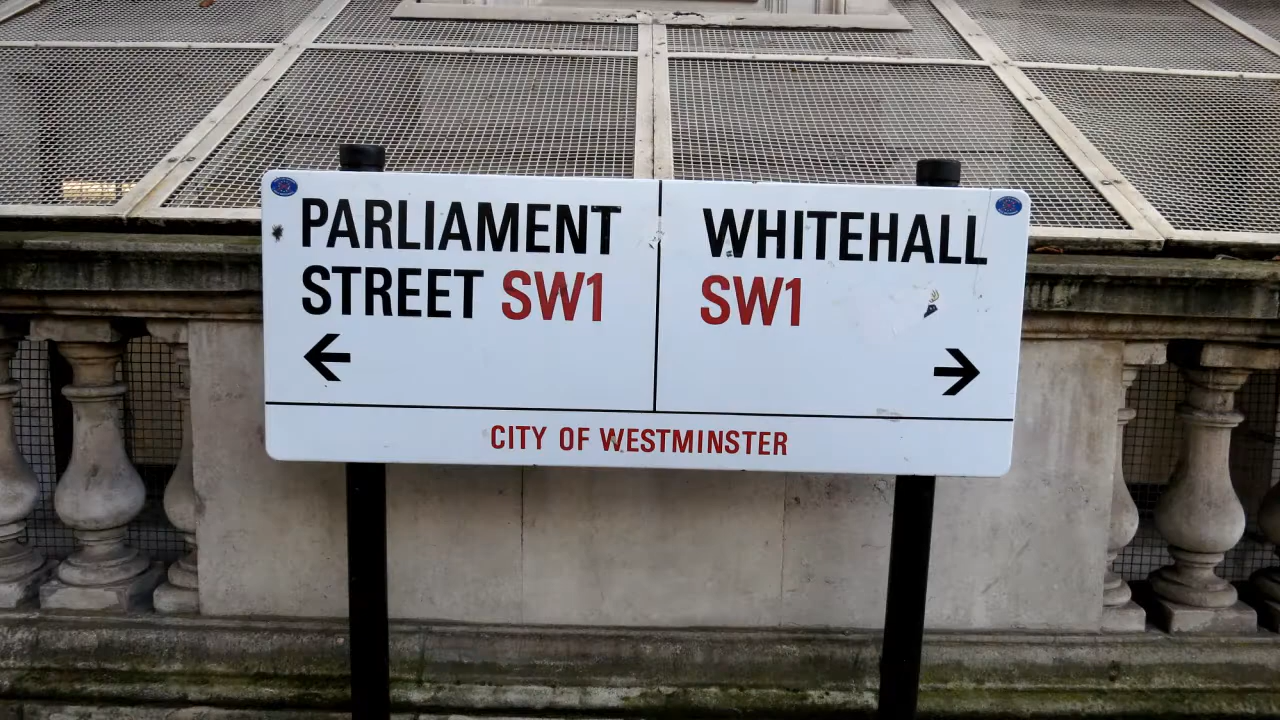 PARLIAMENT
STREET SW1
WHITEHALL
SW1
CITY OF WESTMINSTER